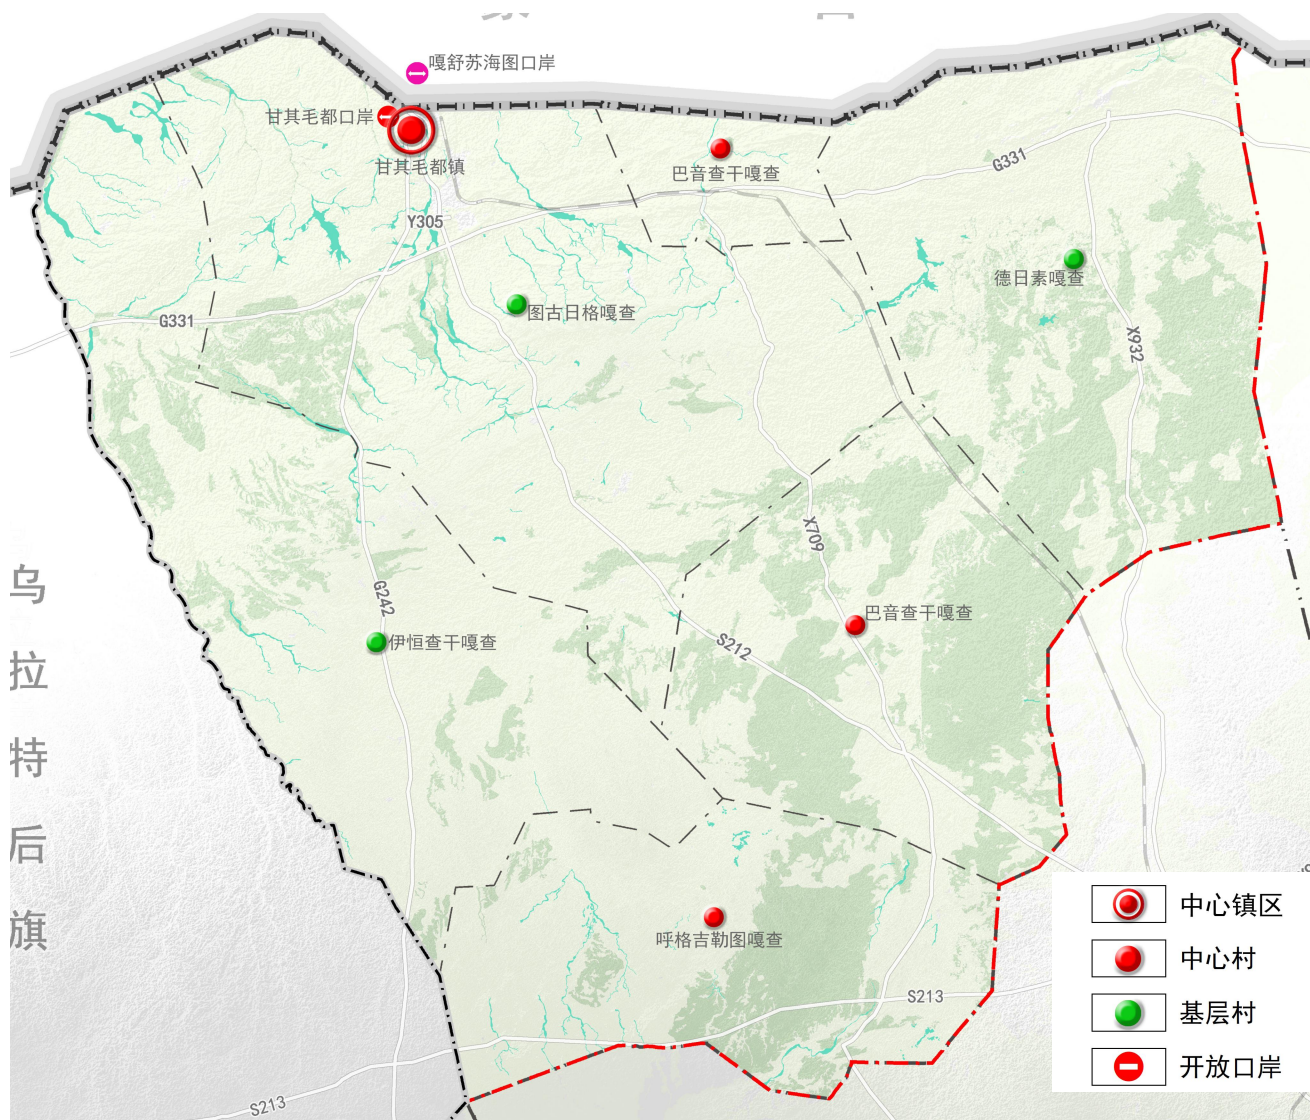 嘎舒苏海图口岸
甘其毛都口岸
甘其毛都镇
巴音查干嘎查
G331
Y305
德日素嘎查
图古日格嘎查
G331
X932
X709
G242
巴音查干嘎查
伊恒查干嘎查
S212
乌
拉
特
后
旗
呼格吉勒图嘎查
S213
S213
中心镇区
中心村
基层村
开放口岸